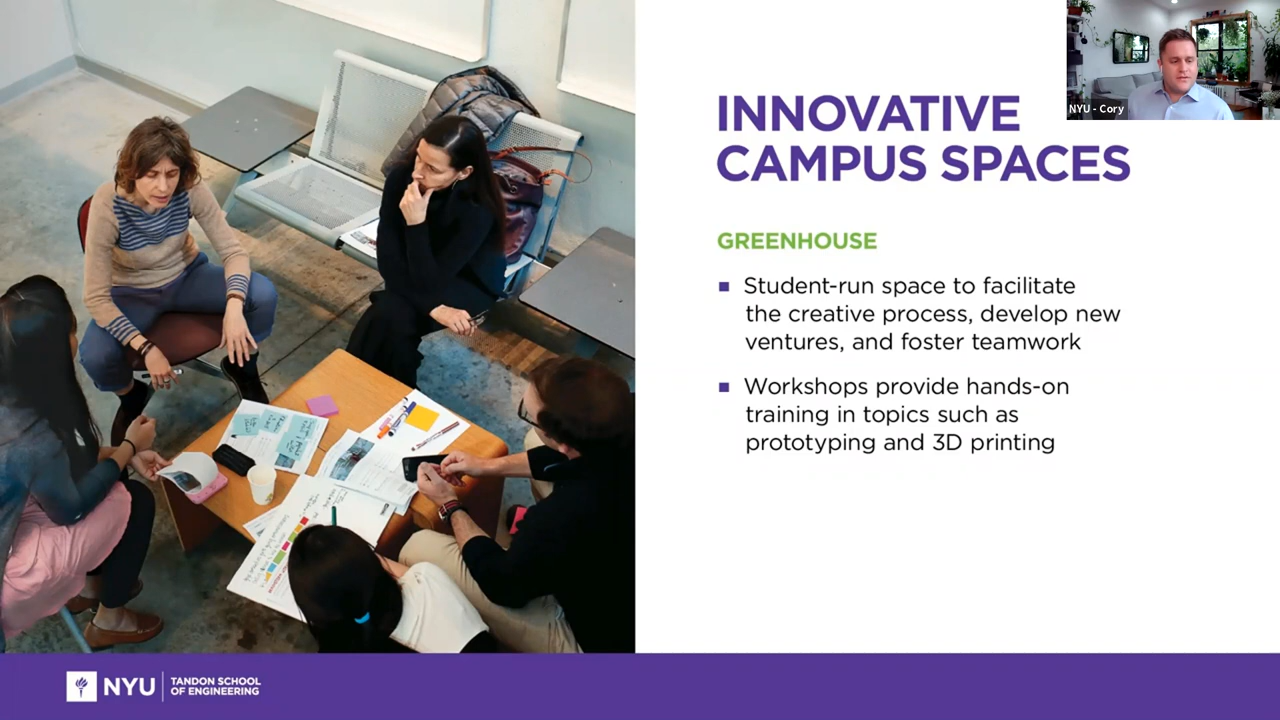 NYU - Cory
INNOVATIVE
CAMPUS SPACES
GREENHOUSE
■ Student-run space to facilitate
the creative process, develop new
ventures, and foster teamwork
■ Workshops provide hands-on
training in topics such as
prototyping and 3D printing
NYU
TANDON SCHOOL
OF ENGINEERING